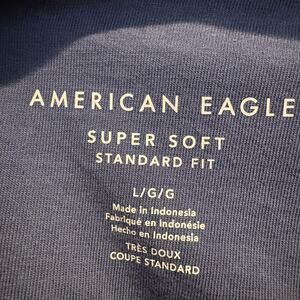 AMERICAN EAGLE
SUPER SOFT
STANDARD FIT
L/G/G
Made in Indonesia
Fabriqué en Indonésie
Hecho en Indonesia
TRÈS DOUX
COUPE STANDARD